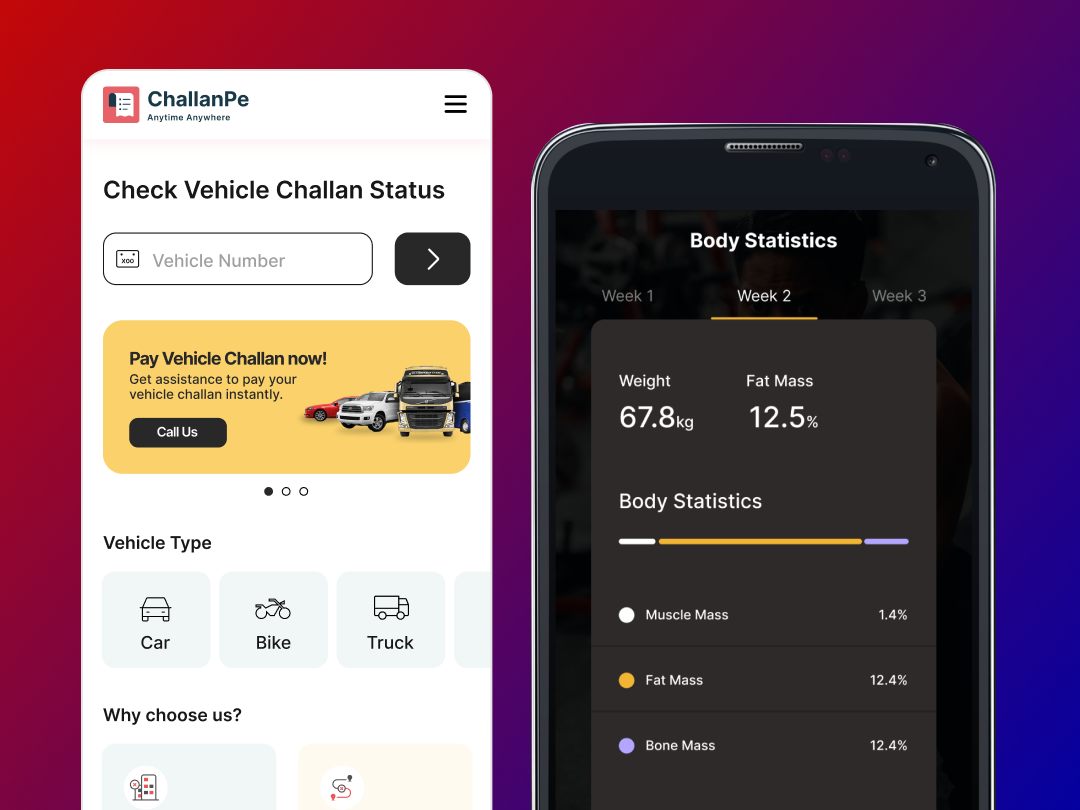 ChallanPe
Anytime Anywhere
Check Vehicle Challan Status
XOO
Vehicle Number
Pay Vehicle Challan now!
Get assistance to pay your
vehicle challan instantly.
Call Us
Vehicle Type
Car
Bike
Truck
Why choose us?
Body Statistics
Week 1
Week 2
Week 3
Weight
Fat Mass
67.8kg
12.5%
Body Statistics
Muscle Mass
1.4%
Fat Mass
12.4%
Bone Mass
12.4%